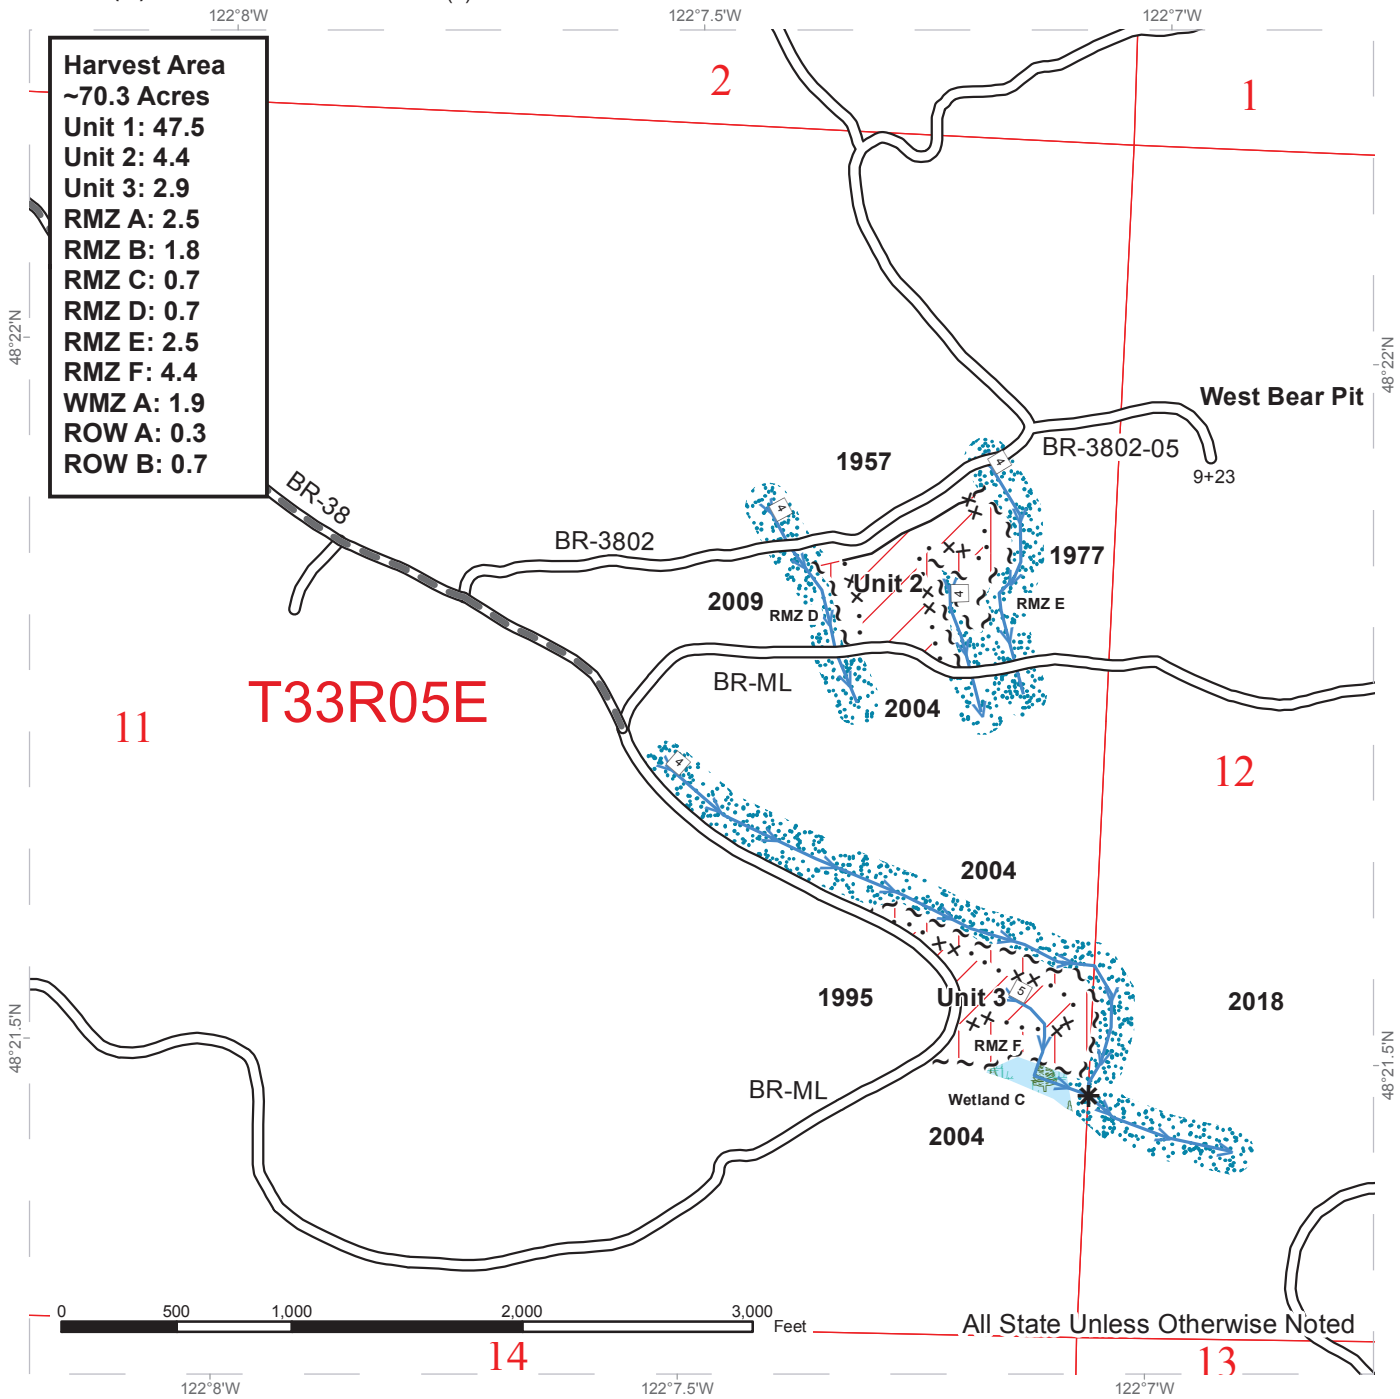 122°8'W
122°7.5'W
122°7'W
Harvest Area
~70.3 Acres
Unit 1: 47.5
Unit 2: 4.4
Unit 3: 2.9
RMZ A: 2.5
RMZ B: 1.8
RMZ C: 0.7
RMZ D: 0.7
RMZ E: 2.5
RMZ F: 4.4
WMZ A: 1.9
ROW A: 0.3
ROW B: 0.7
2
1
48°22'N
48°22'N
West Bear Pit
BR-3802-05
9+23
1957
4
BR-38
4
BR-3802
1977
Unit 2
4
2009
RMZ D
RMZ E
BR-ML
2004
T33R05E
11
12
4
2004
1995
Unit 3
5
2018
48°21.5'N
48°21.5'N
RMZ F
BR-ML
Wetland C
2004
0
500
1,000
2,000
3,000
Feet
All State Unless Otherwise Noted
14
13
122°8'W
122°7.5'W
122°7'W